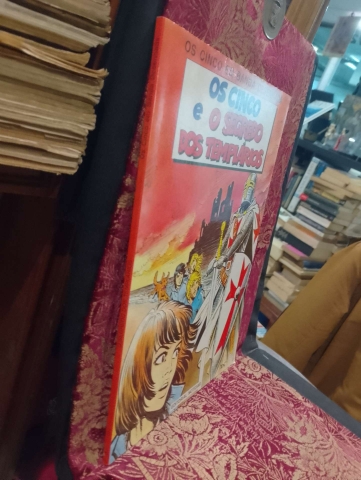 OS CINCO
OS CINCO
e O SEGREDO
DOS TEMPLÁRIOS